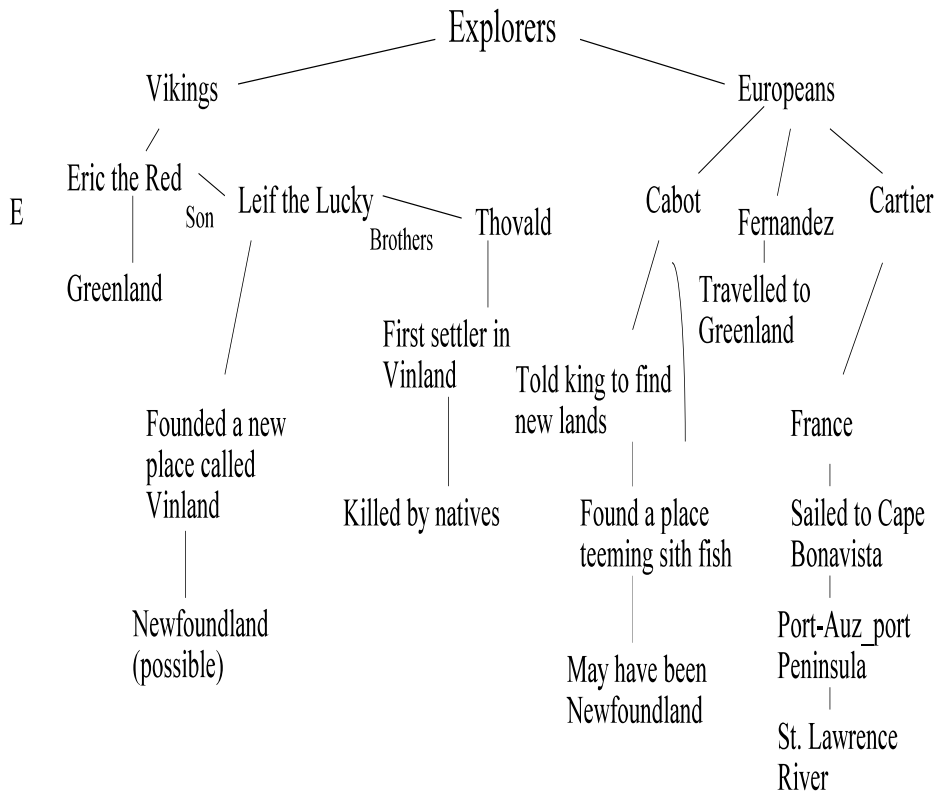 Explorers
Vikings
Europeans
Eric the Red
E
Son
Leif the Lucky
Brothers
Thovald
Cabot
Fernandez
Cartier
Greenland
First settler in
Vinland
Travelled to
Greenland
Told king to find
new lands
Founded a new
place called
Vinland
France
Killed by natives
Found a place
teeming sith fish
Sailed to Cape
Bonavista
Newfoundland
(possible)
May have been
Newfoundland
Port-Auz_port
Peninsula
St. Lawrence
River